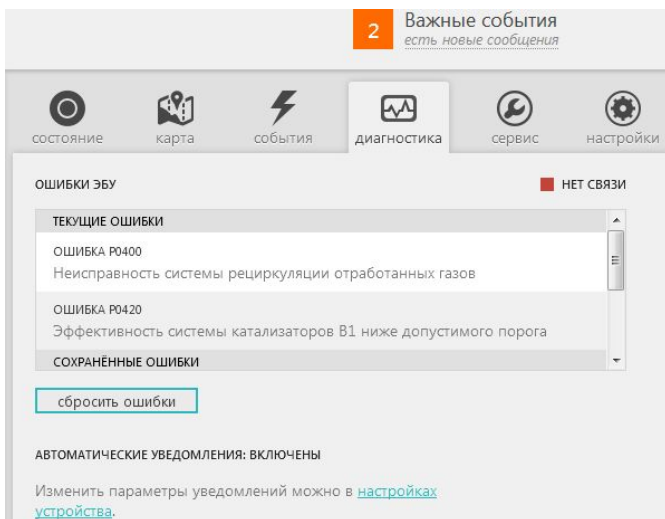 2
Важные события
есть новые сообщения
состояние карта события диагностика сервис настройки
ОШИБКИ ЭБУ НЕТ СВЯЗИ
ТЕКУЩИЕ ОШИБКИ
ОШИБКА P0400
Неисправность системы рециркуляции отработанных газов
ОШИБКА P0420
Эффективность системы катализаторов B1 ниже допустимого порога
СОХРАНЁННЫЕ ОШИБКИ
сбросить ошибки
АВТОМАТИЧЕСКИЕ УВЕДОМЛЕНИЯ: ВКЛЮЧЕНЫ
Изменить параметры уведомлений можно в настройках
устройства.